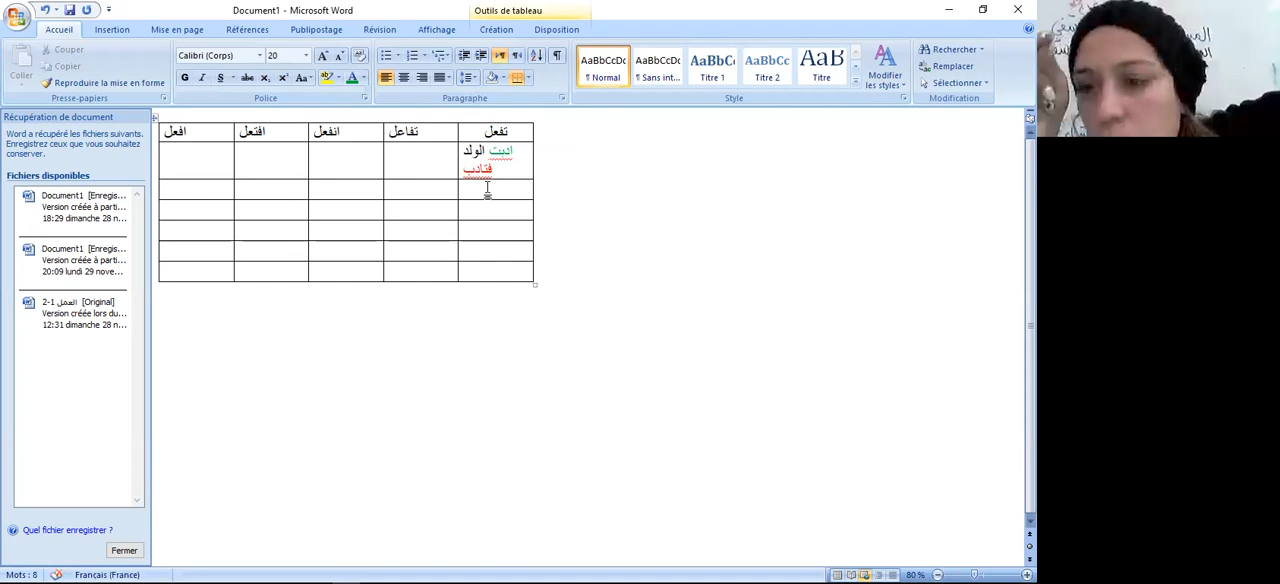 Document1 - Microsoft Word
Outils de tableau
Accueil
Insertion
Mise en page
Références
Publipostage
Révision
Affichage
Création
Disposition
Coller
Couper
Copier
Reproduire la mise en forme
Presse-papiers
Calibri (Corps)
20
Police
Paragraphe
AaBbCcDc
¶ Normal
AaBbCcDc
¶ Sans int...
AaBbC
Titre 1
AaBbCc
Titre 2
AaB
Titre
Modifier
les styles
Style
Rechercher
Remplacer
Sélectionner
Modification
Récupération de document
Word a récupéré les fichiers suivants.
Enregistrez ceux que vous souhaitez
conserver.
Fichiers disponibles
Document1 [Enregis...
Version créée à parti...
18:29 dimanche 28 n...
Document1 [Enregis...
Version créée à parti...
20:09 lundi 29 nove...
العمل 1-2 [Original]
Version créée lors du...
12:31 dimanche 28 n...
Quel fichier enregistrer ?
Fermer
تفعل
تفاعل
انفعل
افتعل
افعل
ادبت الولد
فتادب
Mots : 8
Français (France)
80 %